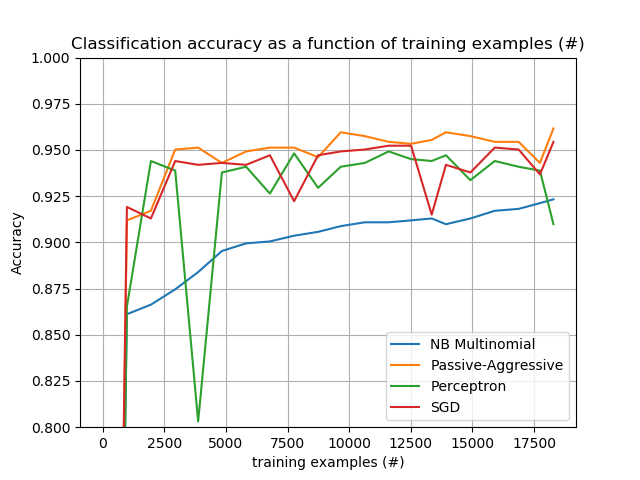 Classification accuracy as a function of training examples (#)
1.000
0.975
0.950
0.925
0.900
0.875
0.850
0.825
0.800
Accuracy
NB Multinomial
Passive-Aggressive
Perceptron
SGD
0 2500 5000 7500 10000 12500 15000 17500
training examples (#)